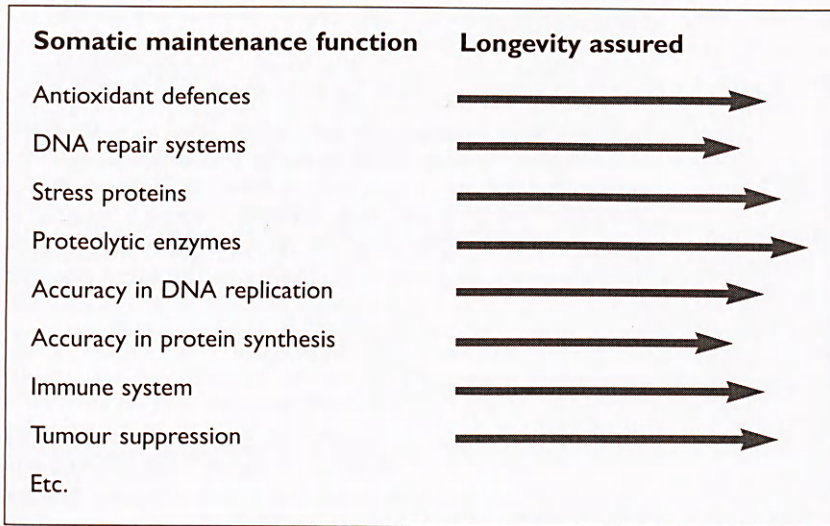 Somatic maintenance function Longevity assured
Antioxidant defences
DNA repair systems
Stress proteins
Proteolytic enzymes
Accuracy in DNA replication
Accuracy in protein synthesis
Immune system
Tumour suppression
Etc.